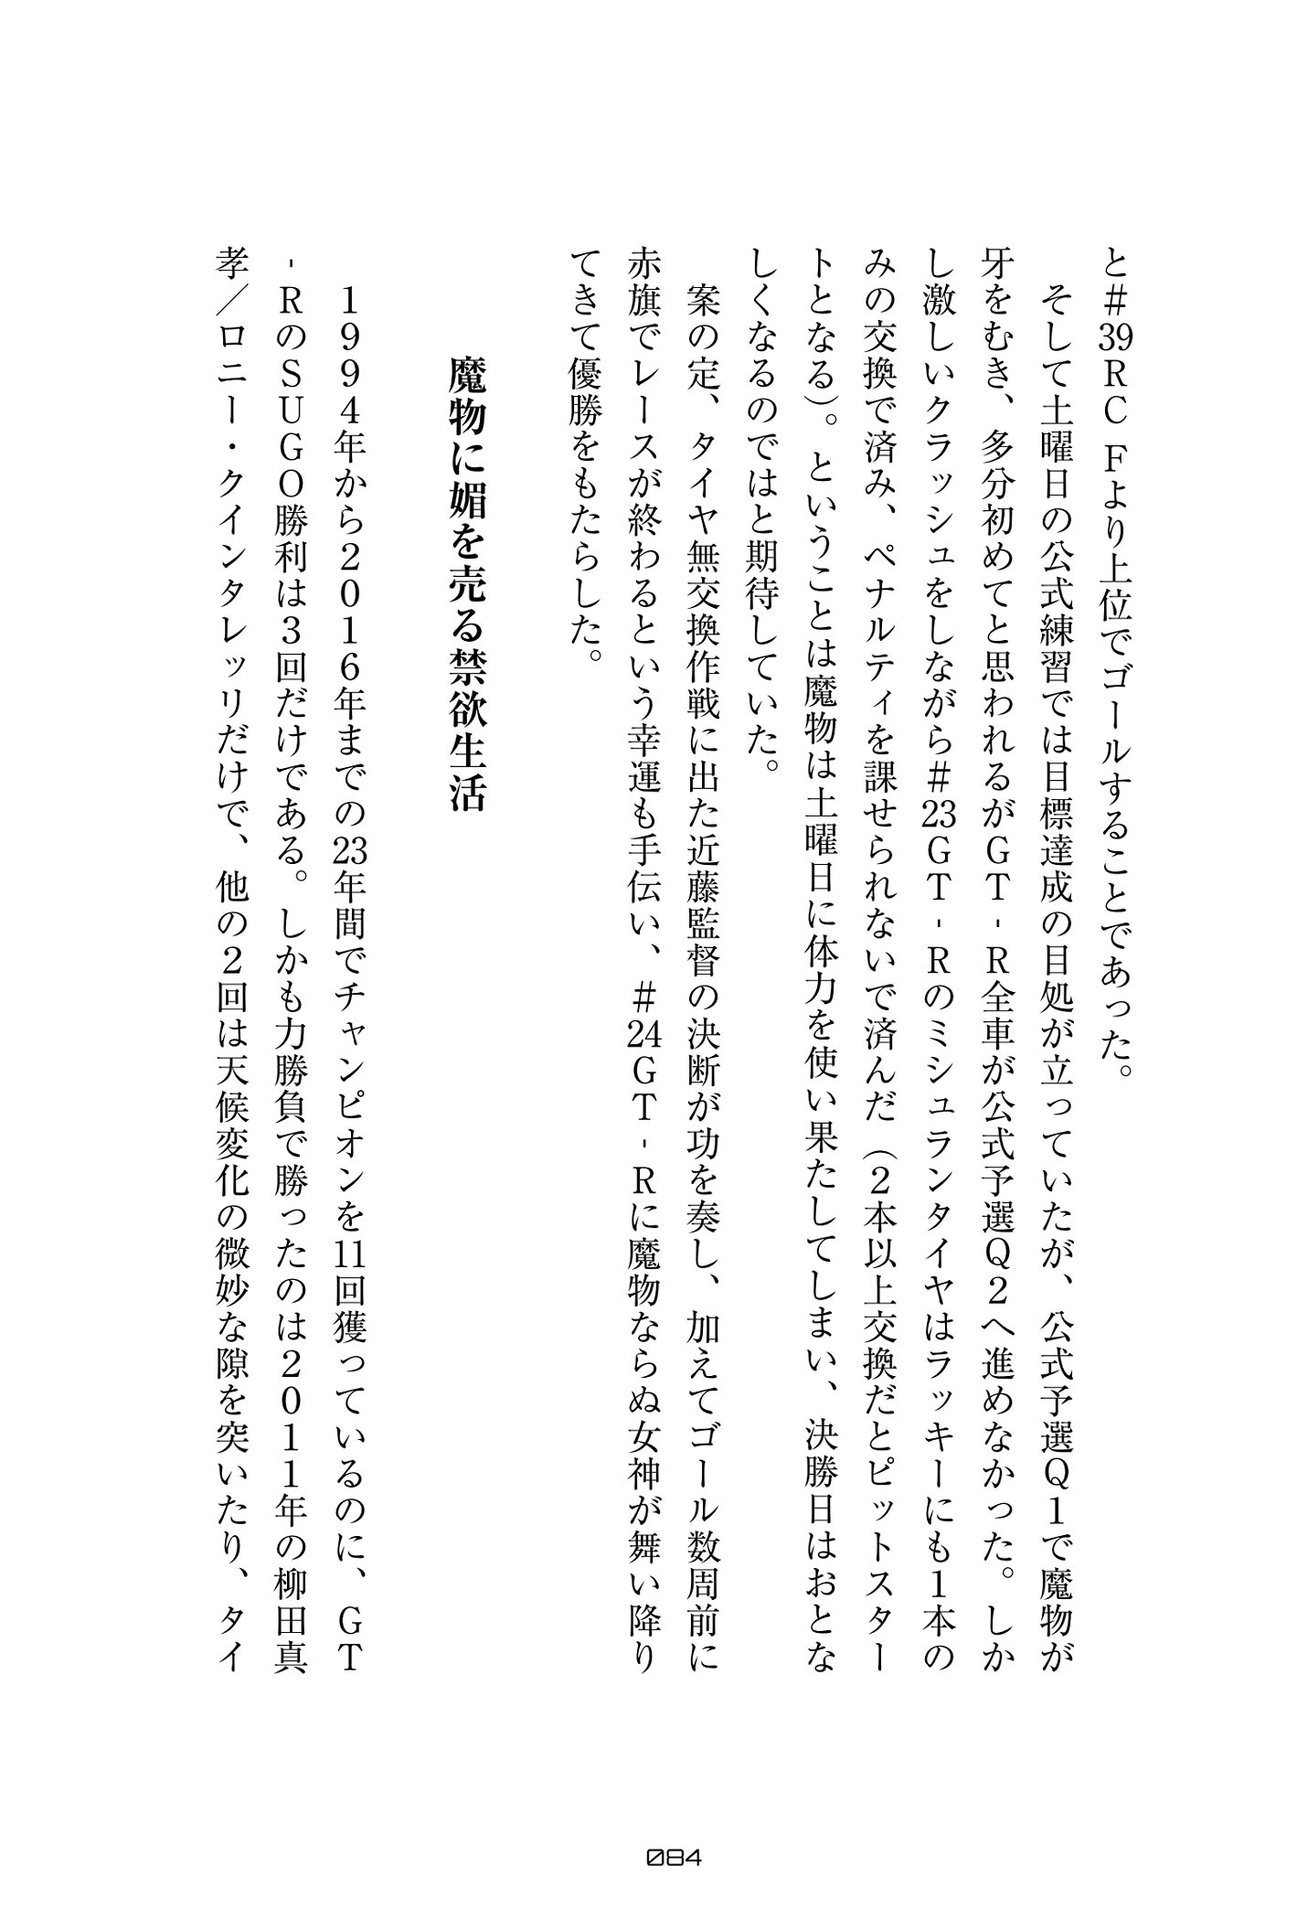 と＃39ＲＣ Ｆより上位でゴールすることであった。
　そして土曜日の公式練習では目標達成の目処が立っていたが、公式予選Ｑ１で魔物が
牙をむき、多分初めてと思われるがＧＴ-Ｒ全車が公式予選Ｑ２へ進めなかった。しか
し激しいクラッシュをしながら＃23ＧＴ-Ｒのミシュランタイヤはラッキーにも１本の
みの交換で済み、ペナルティを課せられないで済んだ（２本以上交換だとピットスター
トとなる）。ということは魔物は土曜日に体力を使い果たしてしまい、決勝日はおとな
しくなるのではと期待していた。
　案の定、タイヤ無交換作戦に出た近藤監督の決断が功を奏し、加えてゴール数周前に
赤旗でレースが終わるという幸運も手伝い、＃24ＧＴ-Ｒに魔物ならぬ女神が舞い降り
てきて優勝をもたらした。
魔物に媚を売る禁欲生活
　１９９４年から２０１６年までの23年間でチャンピオンを11回獲っているのに、ＧＴ
-ＲのＳＵＧＯ勝利は３回だけである。しかも力勝負で勝ったのは２０１１年の柳田真
孝／ロニー・クインタレッリだけで、他の２回は天候変化の微妙な隙を突いたり、タイ
084